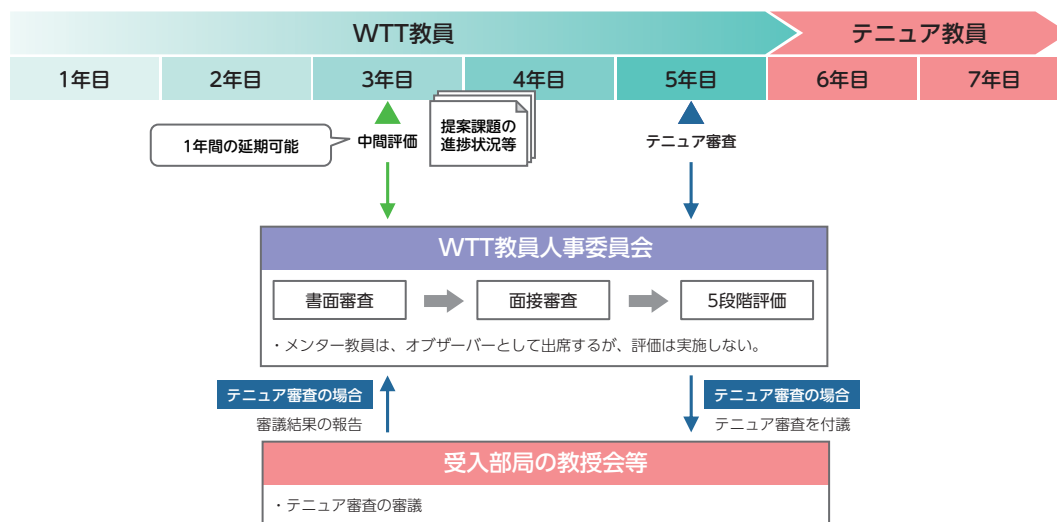 WTT教員
テニュア教員
1年目
2年目
3年目
4年目
5年目
6年目
7年目
1年間の延期可能
中間評価
提案課題の
進捗状況等
テニュア審査
WTT教員人事委員会
書面審査
面接審査
5段階評価
・メンター教員は、オブザーバーとして出席するが、評価は実施しない。
テニュア審査の場合
審議結果の報告
テニュア審査の場合
テニュア審査を付議
受入部局の教授会等
・テニュア審査の審議